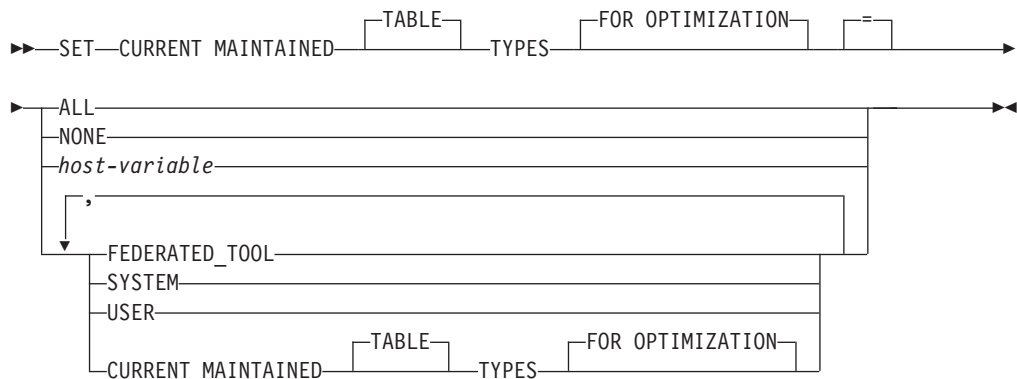 TABLE FOR OPTIMIZATION =
SET CURRENT MAINTAINED TYPES
ALL
NONE
host-variable
,
FEDERATED_TOOL
SYSTEM
USER
TABLE FOR OPTIMIZATION
CURRENT MAINTAINED TYPES